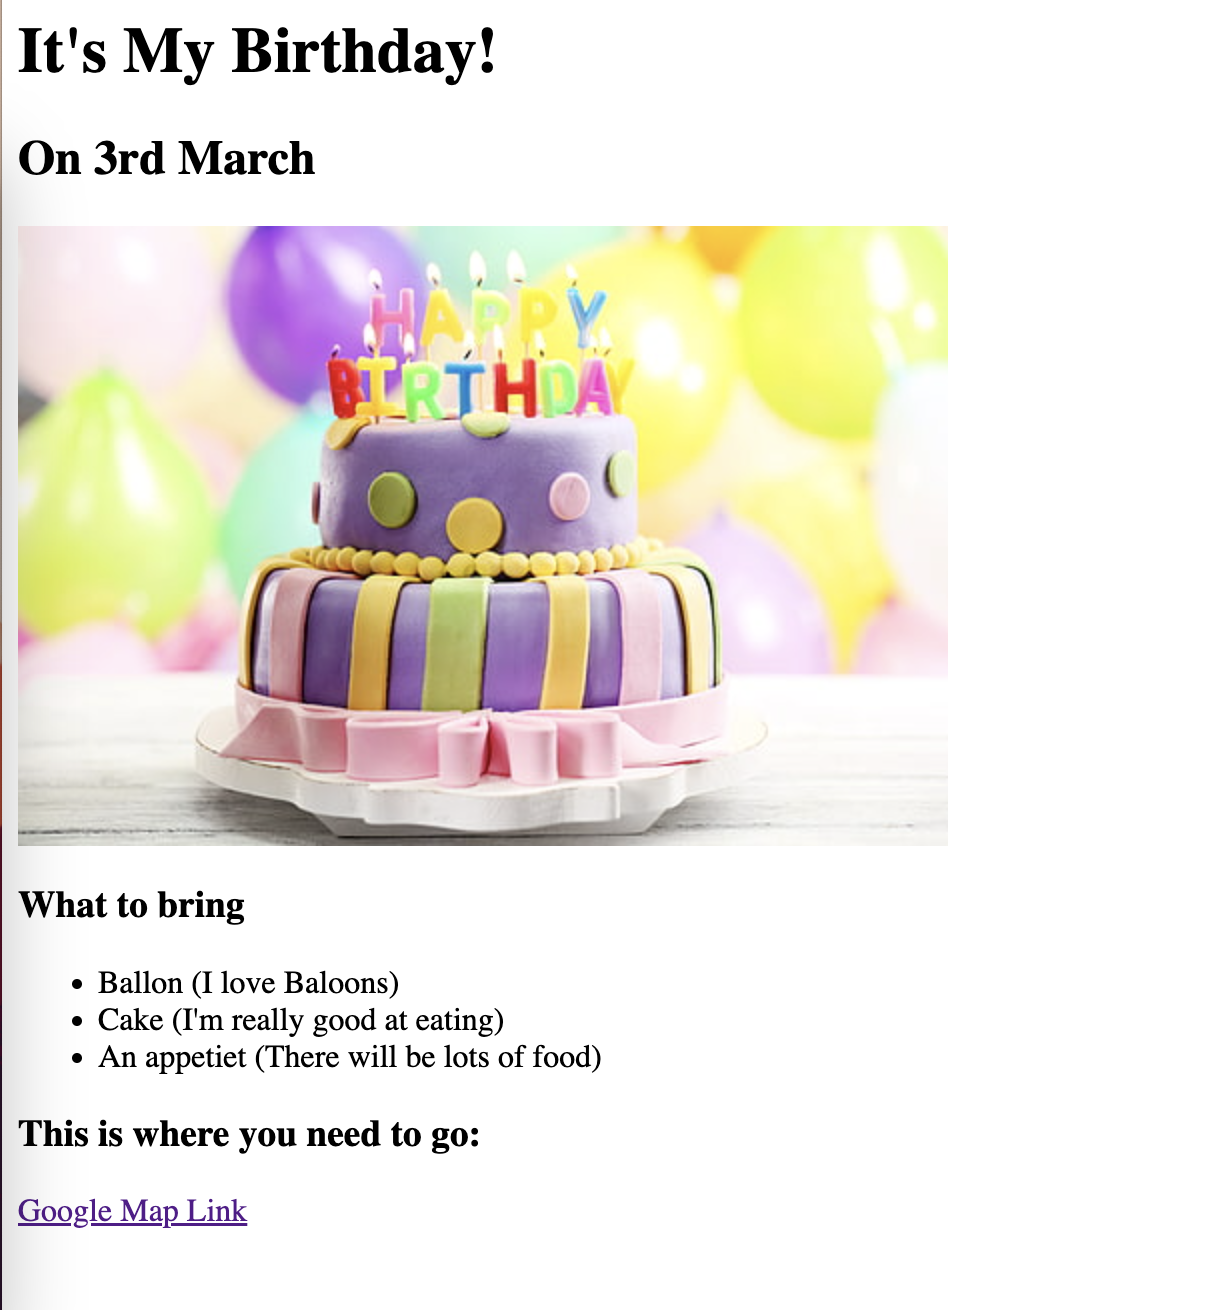 It's My Birthday!
On 3rd March
HAPPY
BIRTHDAY
What to bring
Ballon (I love Baloons)
Cake (I'm really good at eating)
An appetiet (There will be lots of food)
This is where you need to go:
Google Map Link